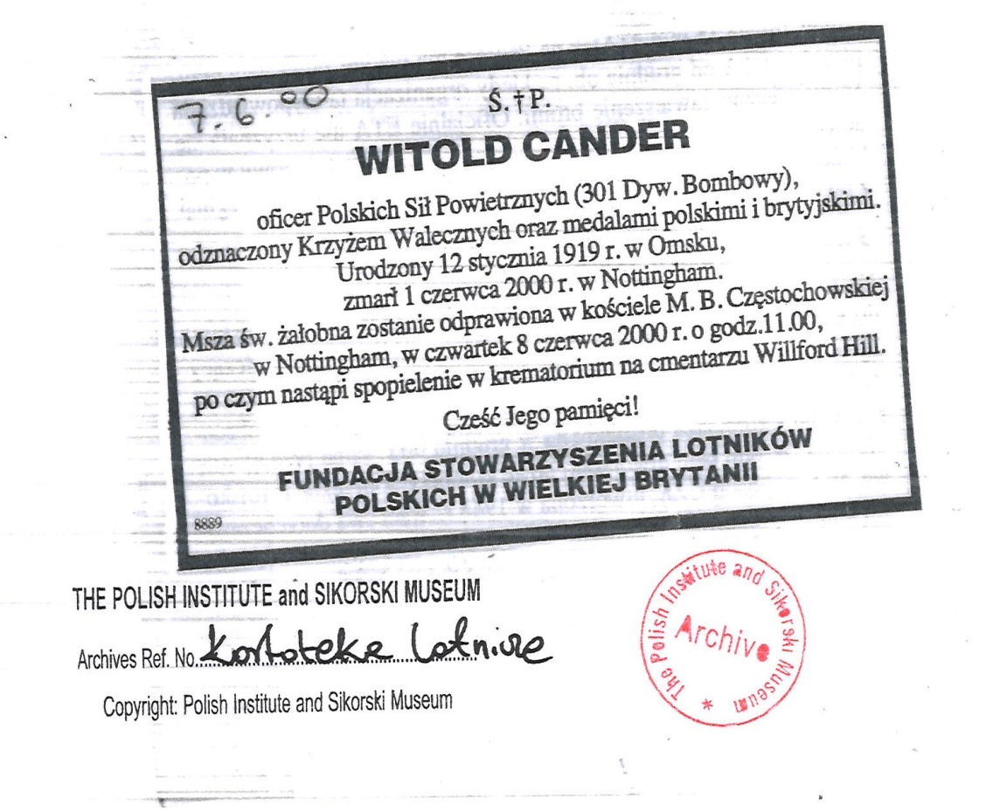 7.6.00
Ś.†P.
WITOLD CANDER
oficer Polskich Sił Powietrznych (301 Dyw. Bombowy),
odznaczony Krzyżem Walecznych oraz medalami polskimi i brytyjskimi.
Urodzony 12 stycznia 1919 r. w Omsku,
zmarł 1 czerwca 2000 r. w Nottingham.
Msza św. żałobna zostanie odprawiona w kościele M. B. Częstochowskiej
w Nottingham, w czwartek 8 czerwca 2000 r. o godz.11.00,
po czym nastąpi spopielenie w krematorium na cmentarzu Willford Hill.
Cześć Jego pamięci!
FUNDACJA STOWARZYSZENIA LOTNIKÓW
POLSKICH W WIELKIEJ BRYTANII
8889
THE POLISH INSTITUTE and SIKORSKI MUSEUM
Archives Ref. No. Kartoteka Lotnicze
Copyright: Polish Institute and Sikorski Museum
The Polish Institute and Sikorski Museum *
Archive